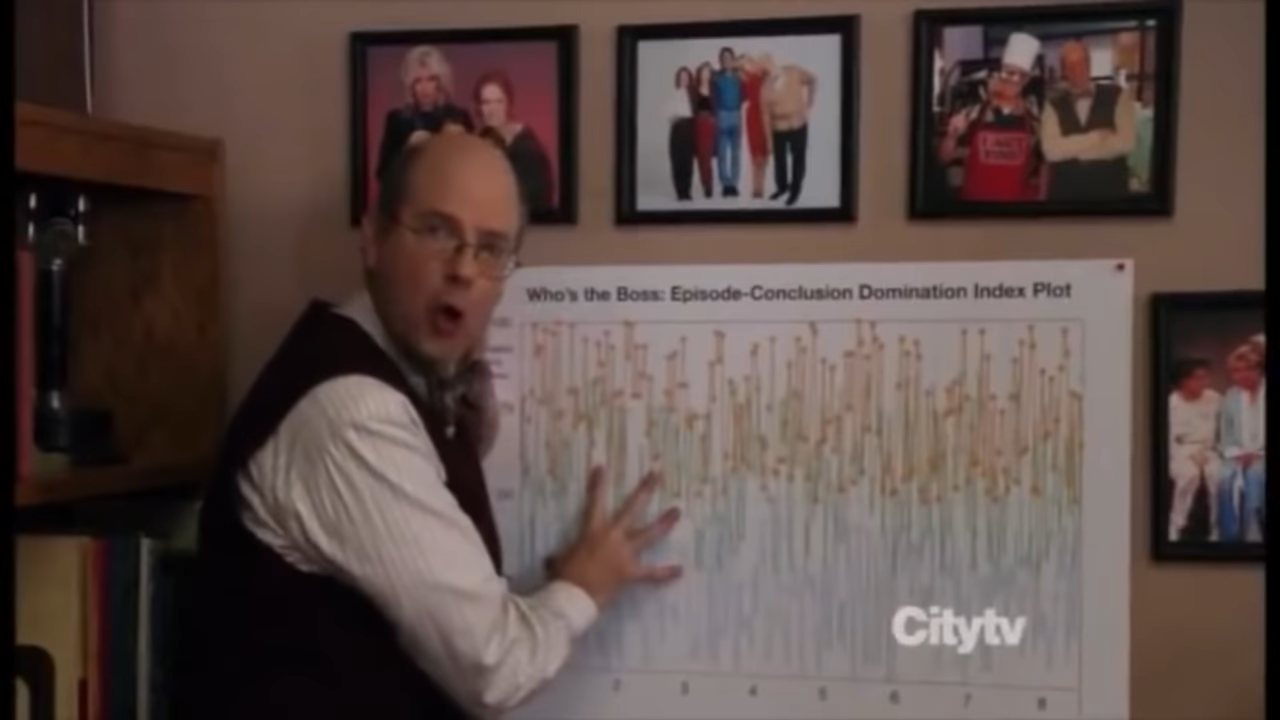 Who's the Boss: Episode-Conclusion Domination Index Plot
Citytv
2 3 4 5 6 7 8